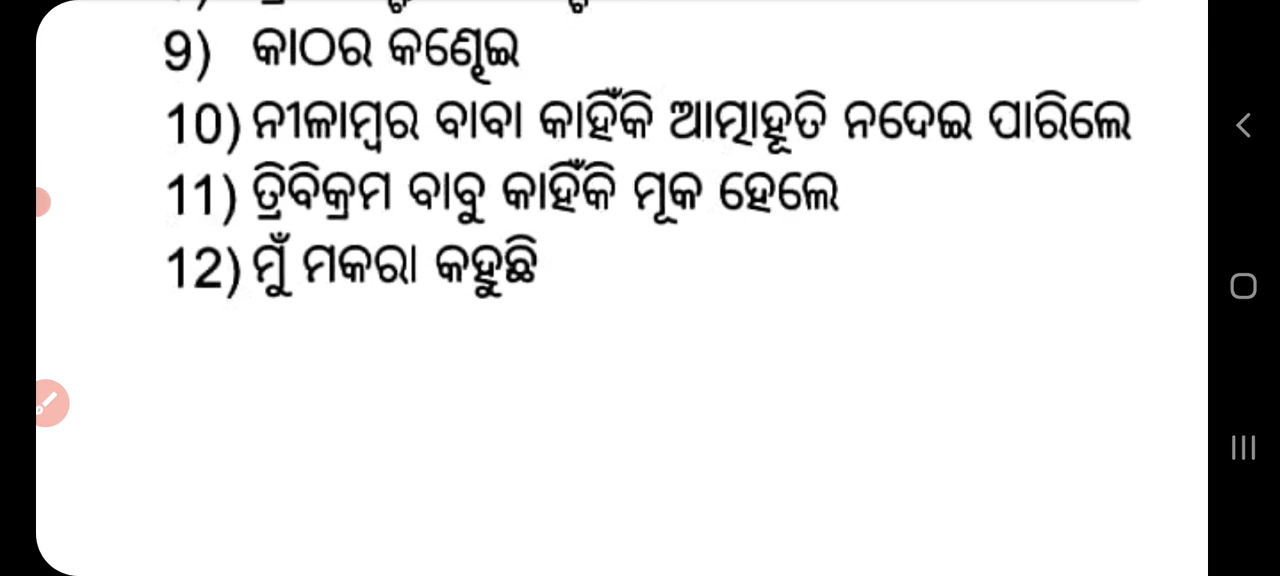 9) କାଠର କଣ୍ଢେଇ
10) ନୀଳାମ୍ବର ବାବା କାହିଁକି ଆତ୍ମାହୂତି ନଦେଇ ପାରିଲେ
11) ତ୍ରିବିକ୍ରମ ବାବୁ କାହିଁକି ମୂକ ହେଲେ
12) ମୁଁ ମକରା କହୁଛି